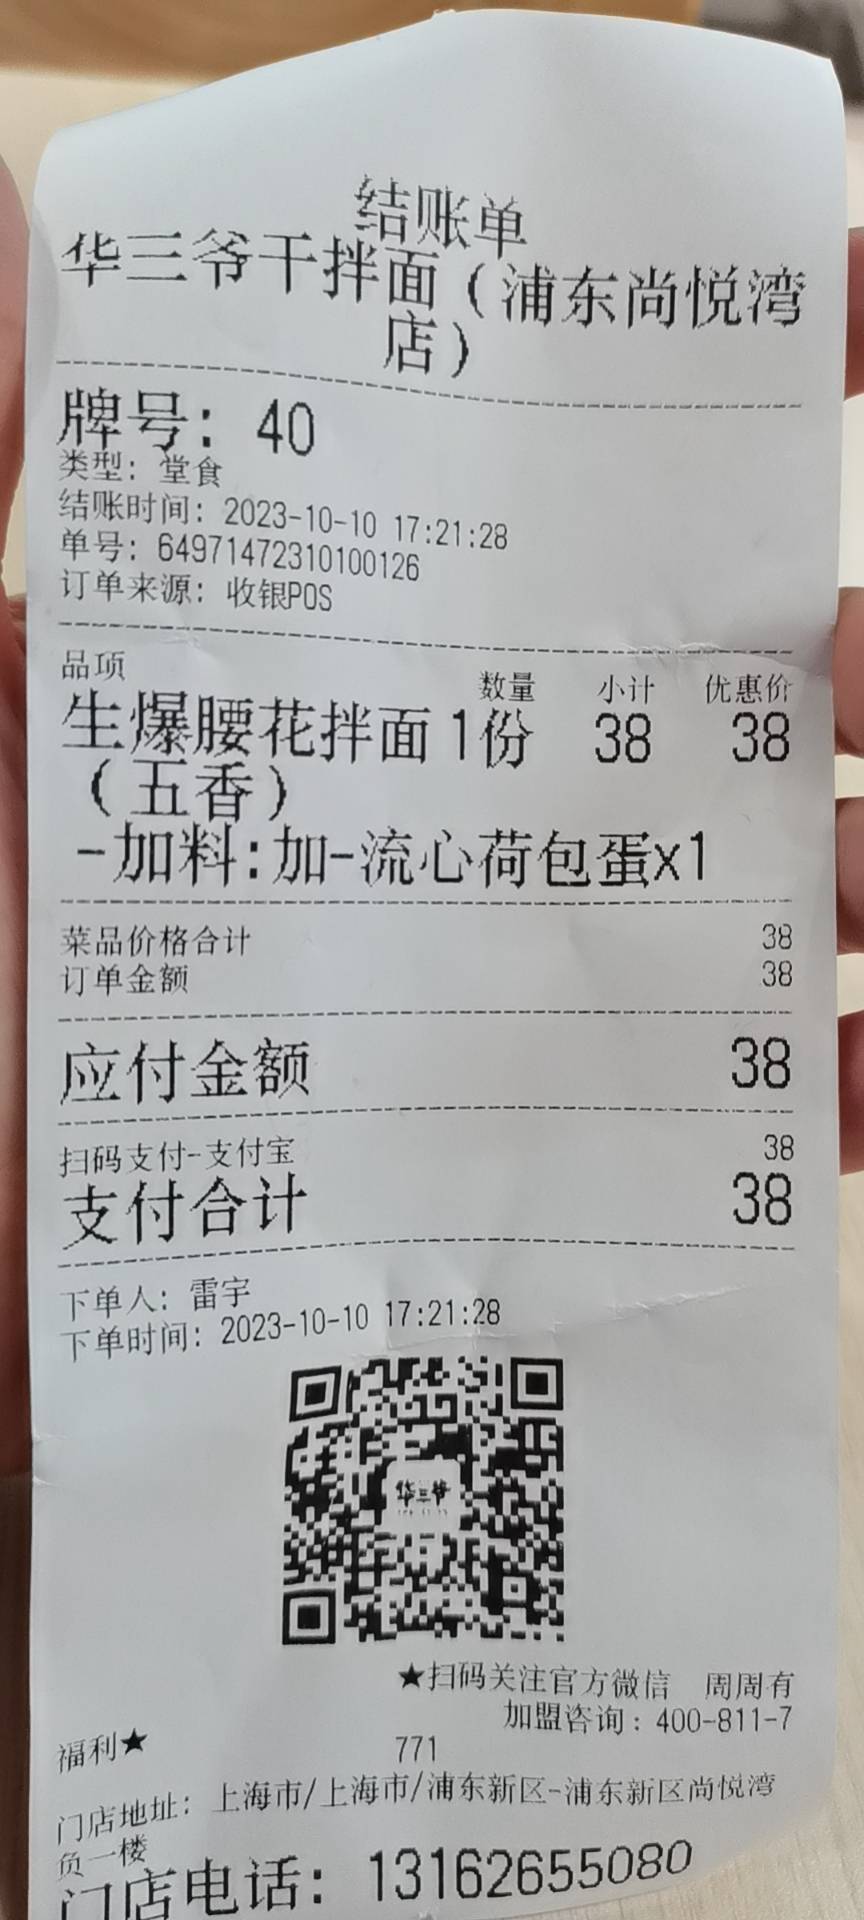 结账单
华三爷干拌面（浦东尚悦湾
店）
牌号：40
类型：堂食
结账时间：2023-10-10 17:21:28
单号：64971472310100126
订单来源：收银POS
品项 数量 小计 优惠价
生爆腰花拌面 1份 38 38
（五香）
-加料:加-流心荷包蛋x1
菜品价格合计 38
订单金额 38
应付金额 38
扫码支付-支付宝 38
支付合计 38
下单人：雷宇
下单时间：2023-10-10 17:21:28
华三爷
★扫码关注官方微信 周周有
福利★ 加盟咨询：400-811-7
771
门店地址：上海市/上海市/浦东新区-浦东新区尚悦湾
负一楼
门店电话：13162655080